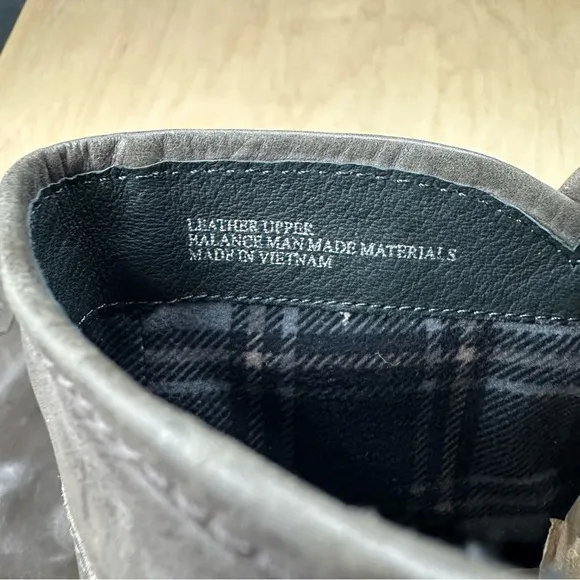 LEATHER UPPER
BALANCE MAN MADE MATERIALS
MADE IN VIETNAM